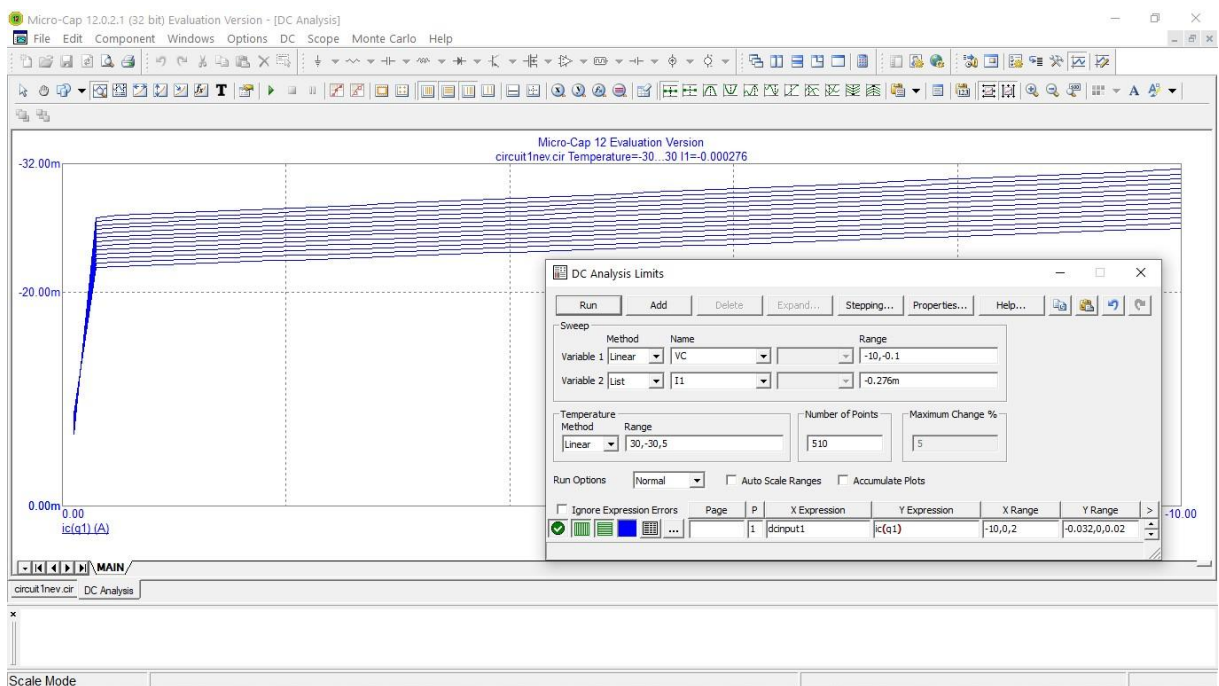 Micro-Cap 12.0.2.1 (32 bit) Evaluation Version - [DC Analysis]
File Edit Component Windows Options DC Scope Monte Carlo Help
Micro-Cap 12 Evaluation Version
circuit1nev.cir Temperature=-30...30 I1=-0.000276
-32.00m
-20.00m
0.00m
0.00
-10.00
ic(q1) (A)
DC Analysis Limits
Run Add Delete Expand... Stepping... Properties... Help...
Sweep
Method Name Range
Variable 1 Linear VC -10,-0.1
Variable 2 List I1 -0.276m
Temperature Number of Points Maximum Change %
Method Range
Linear 30,-30,5 510 5
Run Options Normal Auto Scale Ranges Accumulate Plots
Ignore Expression Errors Page P X Expression Y Expression X Range Y Range >
... 1 dcinput1 ic(q1) -10,0,2 -0.032,0,0.02
MAIN
circuit1nev.cir DC Analysis
Scale Mode